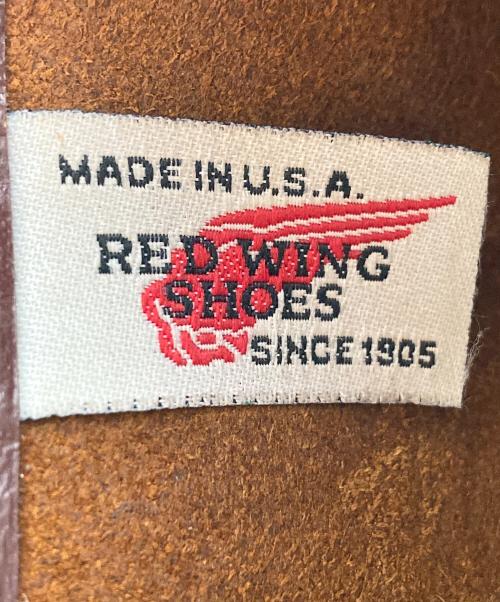 MADE IN U.S.A.
RED WING
SHOES
SINCE 1905